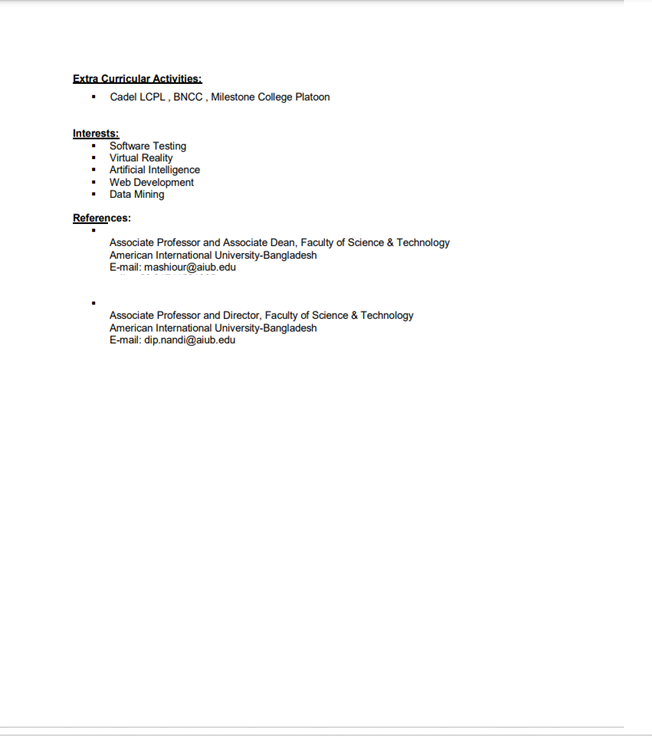 Extra Curricular Activities:
▪ Cadel LCPL , BNCC , Milestone College Platoon
Interests:
▪ Software Testing
▪ Virtual Reality
▪ Artificial Intelligence
▪ Web Development
▪ Data Mining
References:
▪
Associate Professor and Associate Dean, Faculty of Science & Technology
American International University-Bangladesh
E-mail: mashiour@aiub.edu
▪
Associate Professor and Director, Faculty of Science & Technology
American International University-Bangladesh
E-mail: dip.nandi@aiub.edu